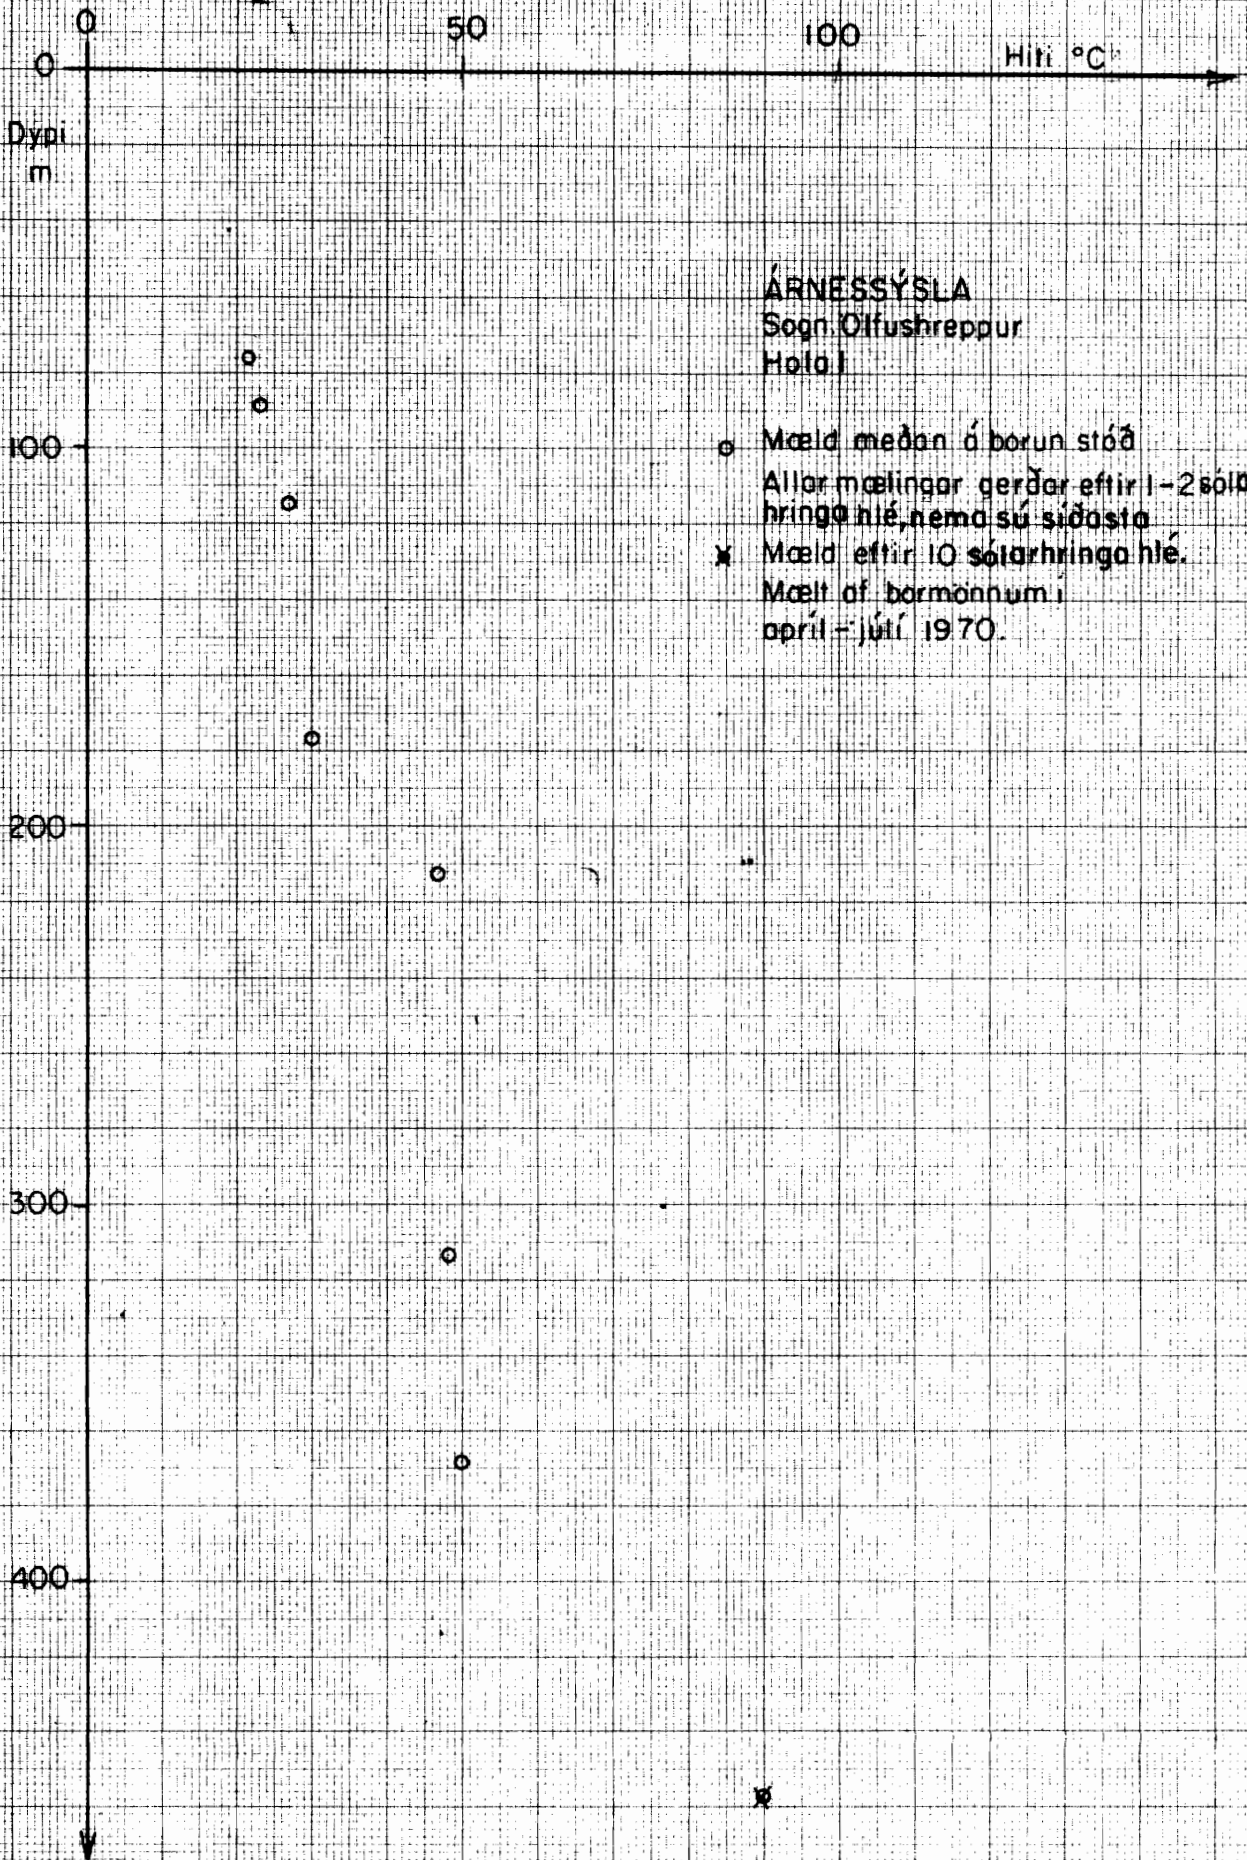 0 50 100
0 Hiti °C
Dýpi
m
ÁRNESSÝSLA
Sogn. Ölfushreppur
Hola 1
100
Mæld meðan á borun stóð
Allar mælingar gerðar eftir 1-2 sóla
hringa hlé, nema sú síðasta
Mæld eftir 10 sólarhringa hlé.
Mælt af bormönnum í
apríl - júlí 1970.
200
300
400